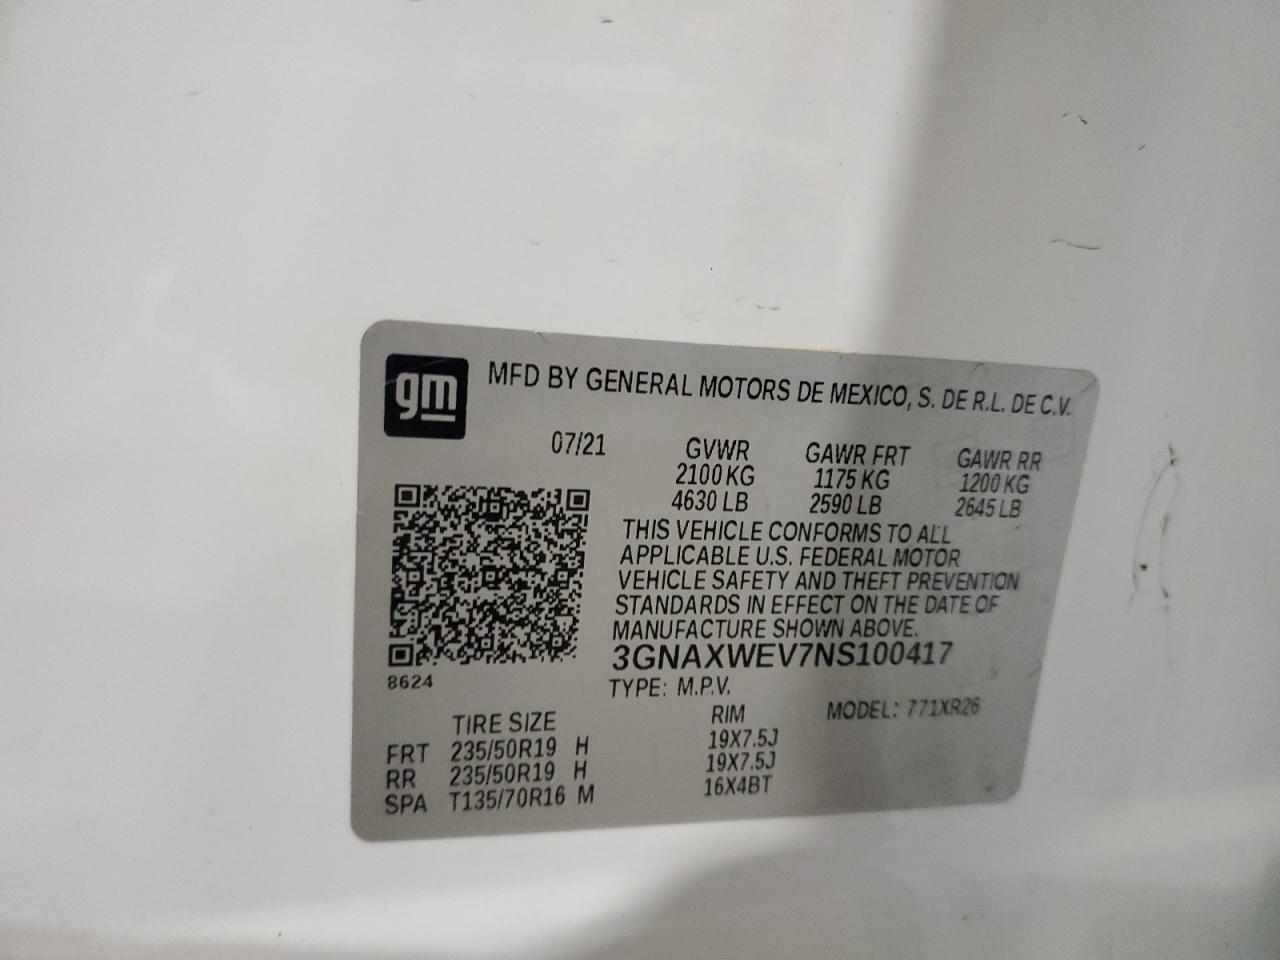 gm
MFD BY GENERAL MOTORS DE MEXICO, S. DE R.L. DE C.V.
07/21 GVWR GAWR FRT GAWR RR
2100 KG 1175 KG 1200 KG
4630 LB 2590 LB 2645 LB
THIS VEHICLE CONFORMS TO ALL
APPLICABLE U.S. FEDERAL MOTOR
VEHICLE SAFETY AND THEFT PREVENTION
STANDARDS IN EFFECT ON THE DATE OF
MANUFACTURE SHOWN ABOVE.
3GNAXWEV7NS100417
8624
TYPE: M.P.V. MODEL: 771XR26
TIRE SIZE RIM
FRT 235/50R19 H 19X7.5J
RR 235/50R19 H 19X7.5J
SPA T135/70R16 M 16X4BT